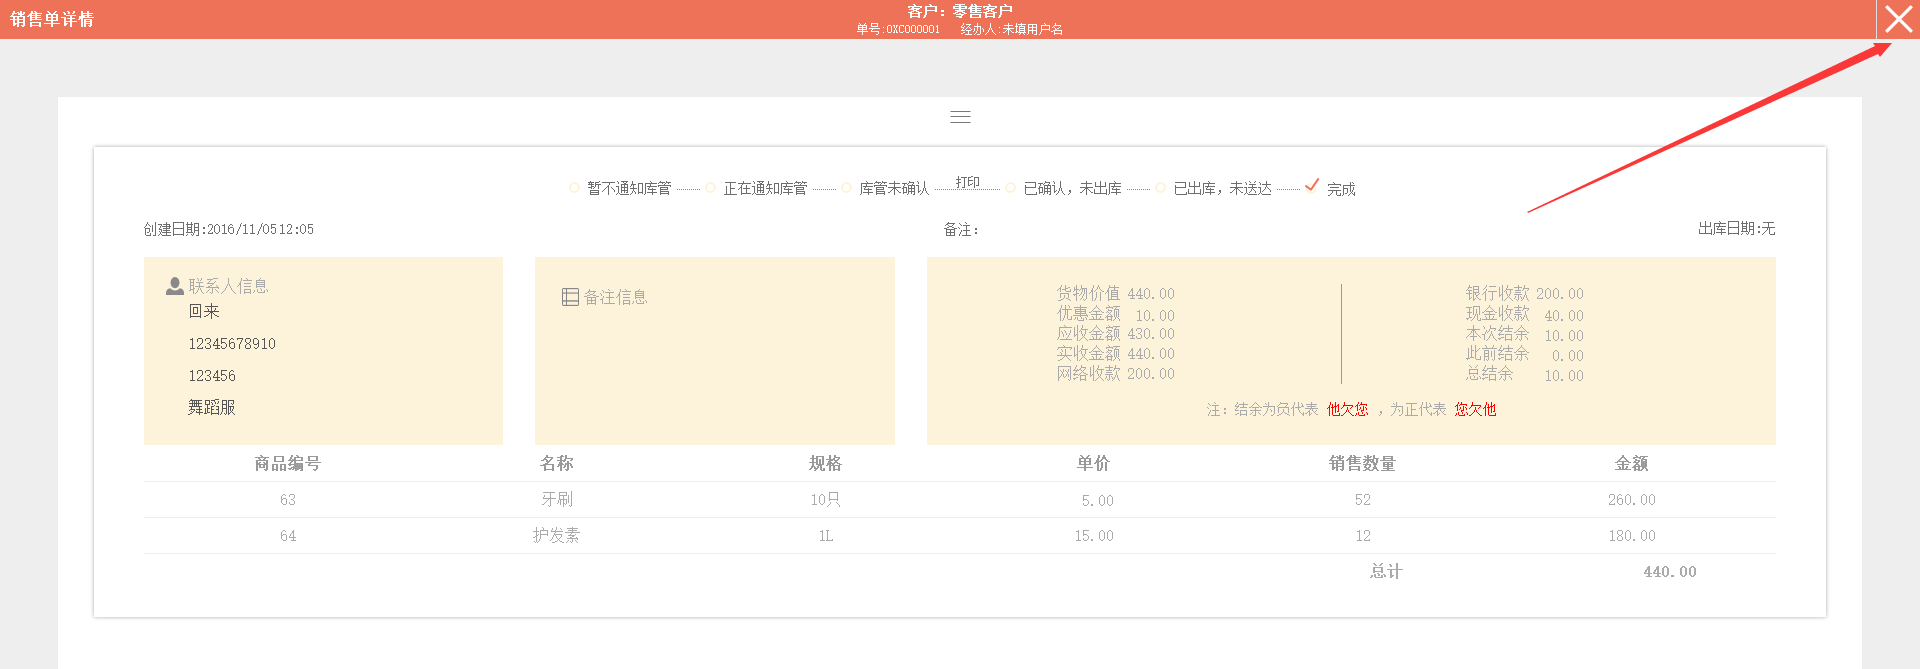 销售单详情
客户：零售客户
单号:OXC000001 经办人:未填用户名
暂不通知库管 正在通知库管 库管未确认 打印 已确认，未出库 已出库，未送达 完成
创建日期:2016/11/05 12:05 备注： 出库日期:无
联系人信息
回来
12345678910
123456
舞蹈服
备注信息
货物价值 440.00 银行收款 200.00
优惠金额 10.00 现金收款 40.00
应收金额 430.00 本次结余 10.00
实收金额 440.00 此前结余 0.00
网络收款 200.00 总结余 10.00
注：结余为负代表 他欠您 ，为正代表 您欠他
商品编号 名称 规格 单价 销售数量 金额
63 牙刷 10只 5.00 52 260.00
64 护发素 1L 15.00 12 180.00
总计 440.00